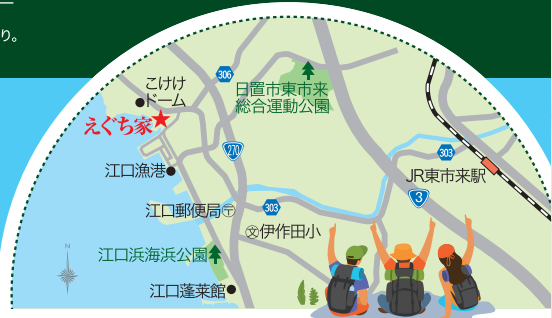 り。
306
こけけ
ドーム
日置市東市来
総合運動公園
えぐち家
270
303
江口漁港
JR東市来駅
3
江口郵便局〒
303
文伊作田小
N
江口浜海浜公園
江口蓬莱館